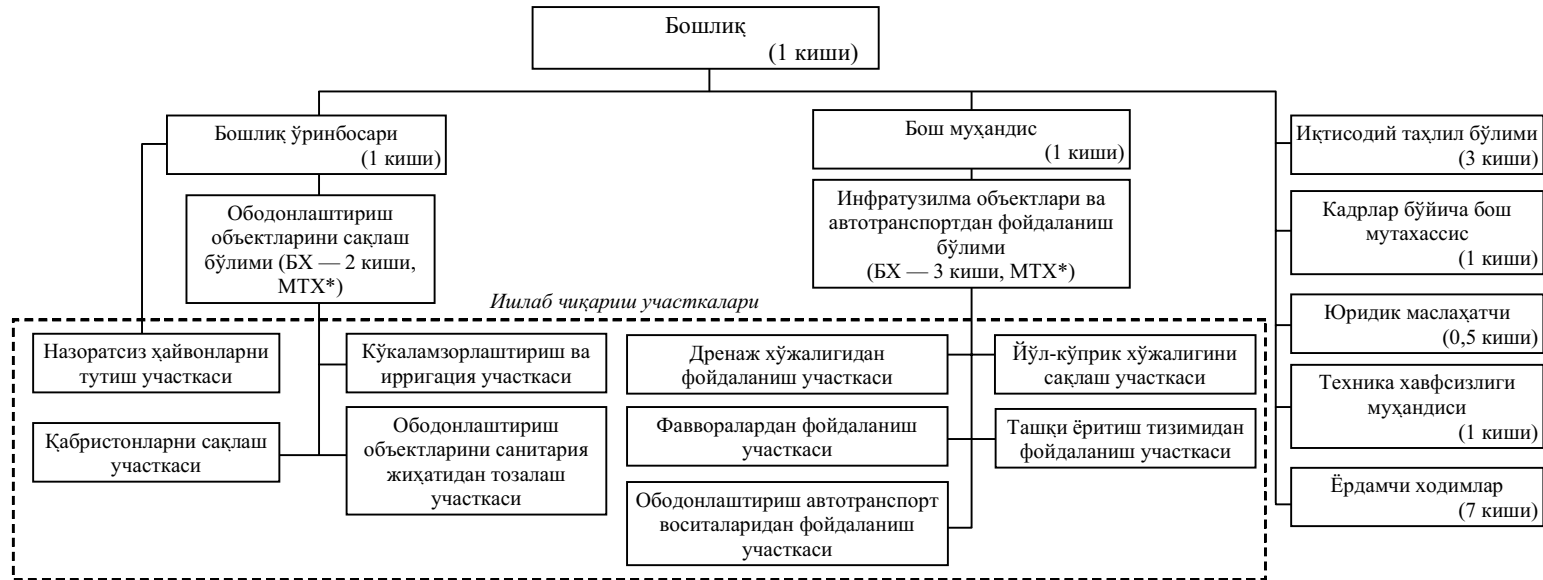 Бошлиқ
(1 киши)
Бошлиқ ўринбосари
(1 киши)
Бош муҳандис
(1 киши)
Иқтисодий таҳлил бўлими
(3 киши)
Ободонлаштириш
объектларини сақлаш
бўлими (БХ — 2 киши,
МТХ*)
Инфратузилма объектлари ва
автотранспортдан фойдаланиш
бўлими
(БХ — 3 киши, МТХ*)
Кадрлар бўйича бош
мутахассис
(1 киши)
Ишлаб чиқариш участкалари
Назоратсиз ҳайвонларни
тутиш участкаси
Кўкаламзорлаштириш ва
ирригация участкаси
Дренаж хўжалигидан
фойдаланиш участкаси
Йўл-кўприк хўжалигини
сақлаш участкаси
Юридик маслаҳатчи
(0,5 киши)
Қабристонларни сақлаш
участкаси
Ободонлаштириш
объектларини санитария
жиҳатидан тозалаш
участкаси
Фавворалардан фойдаланиш
участкаси
Ташқи ёритиш тизимидан
фойдаланиш участкаси
Техника хавфсизлиги
муҳандиси
(1 киши)
Ободонлаштириш автотранспорт
воситаларидан фойдаланиш
участкаси
Ёрдамчи ходимлар
(7 киши)